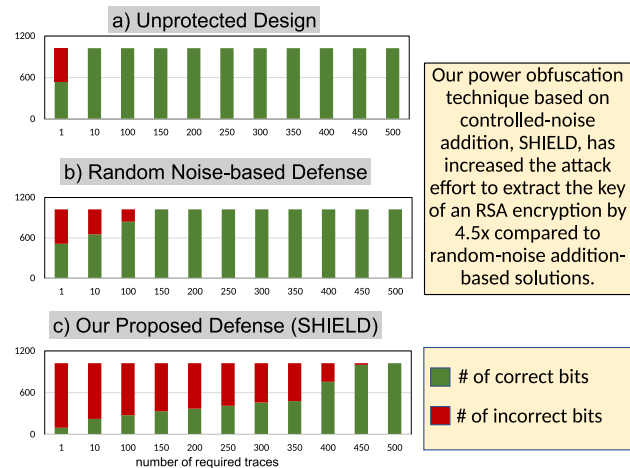 a) Unprotected Design
1200
600
0
1 10 100 150 200 250 300 350 400 450 500
b) Random Noise-based Defense
1200
600
0
1 10 100 150 200 250 300 350 400 450 500
c) Our Proposed Defense (SHIELD)
1200
600
0
1 10 100 150 200 250 300 350 400 450 500
number of required traces
Our power obfuscation
technique based on
controlled-noise
addition, SHIELD, has
increased the attack
effort to extract the key
of an RSA encryption by
4.5x compared to
random-noise addition-
based solutions.
# of correct bits
# of incorrect bits